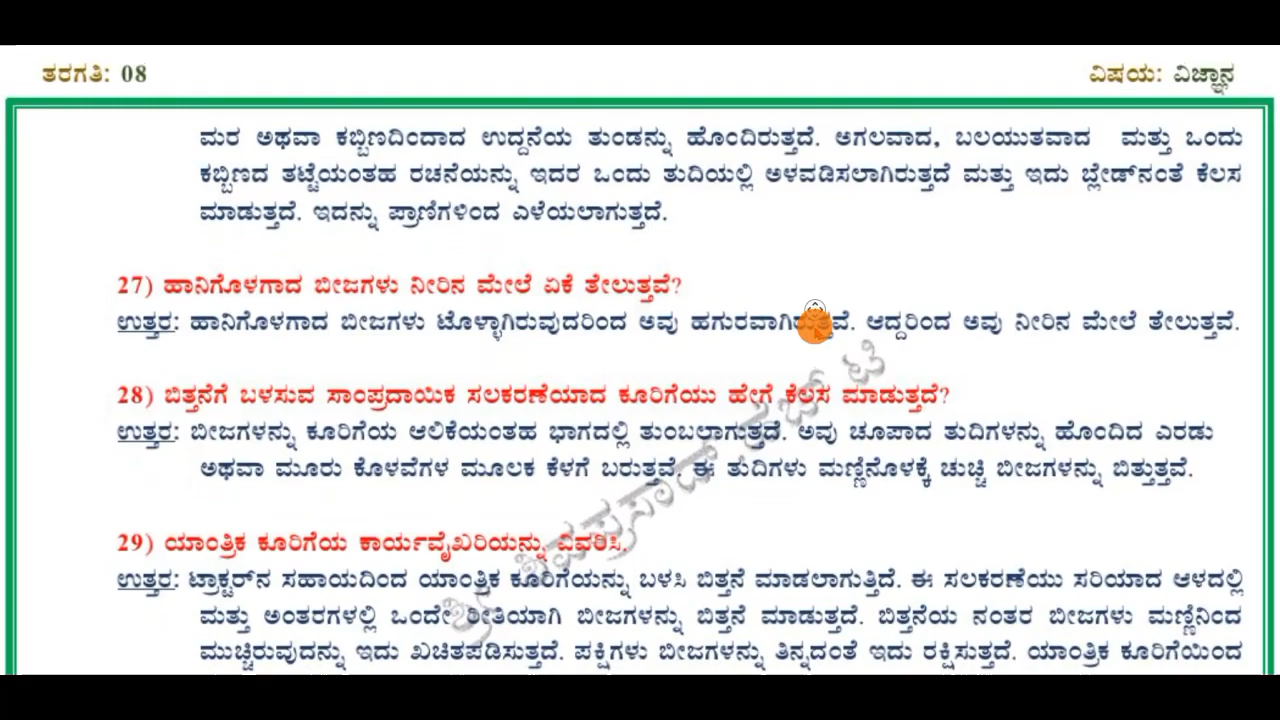 ತರಗತಿ: 08
ವಿಷಯ: ವಿಜ್ಞಾನ
ಮರ ಅಥವಾ ಕಬ್ಬಿಣದಿಂದಾದ ಉದ್ದನೆಯ ತುಂಡನ್ನು ಹೊಂದಿರುತ್ತದೆ. ಅಗಲವಾದ, ಬಲಯುತವಾದ ಮತ್ತು ಒಂದು
ಕಬ್ಬಿಣದ ತಟ್ಟೆಯಂತಹ ರಚನೆಯನ್ನು ಇದರ ಒಂದು ತುದಿಯಲ್ಲಿ ಅಳವಡಿಸಲಾಗಿರುತ್ತದೆ ಮತ್ತು ಇದು ಬ್ಲೇಡ್‌ನಂತೆ ಕೆಲಸ
ಮಾಡುತ್ತದೆ. ಇದನ್ನು ಪ್ರಾಣಿಗಳಿಂದ ಎಳೆಯಲಾಗುತ್ತದೆ.
27) ಹಾನಿಗೊಳಗಾದ ಬೀಜಗಳು ನೀರಿನ ಮೇಲೆ ಏಕೆ ತೇಲುತ್ತವೆ?
ಉತ್ತರ: ಹಾನಿಗೊಳಗಾದ ಬೀಜಗಳು ಟೊಳ್ಳಾಗಿರುವುದರಿಂದ ಅವು ಹಗುರವಾಗಿರುತ್ತವೆ. ಆದ್ದರಿಂದ ಅವು ನೀರಿನ ಮೇಲೆ ತೇಲುತ್ತವೆ.
28) ಬಿತ್ತನೆಗೆ ಬಳಸುವ ಸಾಂಪ್ರದಾಯಿಕ ಸಲಕರಣೆಯಾದ ಕೂರಿಗೆಯು ಹೇಗೆ ಕೆಲಸ ಮಾಡುತ್ತದೆ?
ಉತ್ತರ: ಬೀಜಗಳನ್ನು ಕೂರಿಗೆಯ ಆಲಿಕೆಯಂತಹ ಭಾಗದಲ್ಲಿ ತುಂಬಲಾಗುತ್ತದೆ. ಅವು ಚೂಪಾದ ತುದಿಗಳನ್ನು ಹೊಂದಿದ ಎರಡು
ಅಥವಾ ಮೂರು ಕೊಳವೆಗಳ ಮೂಲಕ ಕೆಳಗೆ ಬರುತ್ತವೆ. ಈ ತುದಿಗಳು ಮಣ್ಣಿನೊಳಕ್ಕೆ ಚುಚ್ಚಿ ಬೀಜಗಳನ್ನು ಬಿತ್ತುತ್ತವೆ.
29) ಯಾಂತ್ರಿಕ ಕೂರಿಗೆಯ ಕಾರ್ಯವೈಖರಿಯನ್ನು ವಿವರಿಸಿ.
ಉತ್ತರ: ಟ್ರಾಕ್ಟರ್‌ನ ಸಹಾಯದಿಂದ ಯಾಂತ್ರಿಕ ಕೂರಿಗೆಯನ್ನು ಬಳಸಿ ಬಿತ್ತನೆ ಮಾಡಲಾಗುತ್ತಿದೆ. ಈ ಸಲಕರಣೆಯು ಸರಿಯಾದ ಆಳದಲ್ಲಿ
ಮತ್ತು ಅಂತರಗಳಲ್ಲಿ ಒಂದೇ ರೀತಿಯಾಗಿ ಬೀಜಗಳನ್ನು ಬಿತ್ತನೆ ಮಾಡುತ್ತದೆ. ಬಿತ್ತನೆಯ ನಂತರ ಬೀಜಗಳು ಮಣ್ಣಿನಿಂದ
ಮುಚ್ಚಿರುವುದನ್ನು ಇದು ಖಚಿತಪಡಿಸುತ್ತದೆ. ಪಕ್ಷಿಗಳು ಬೀಜಗಳನ್ನು ತಿನ್ನದಂತೆ ಇದು ರಕ್ಷಿಸುತ್ತದೆ. ಯಾಂತ್ರಿಕ ಕೂರಿಗೆಯಿಂದ
ಶ್ರೀ ಶಿವಪ್ರಸಾದ್ ಹೆಚ್ ಟಿ